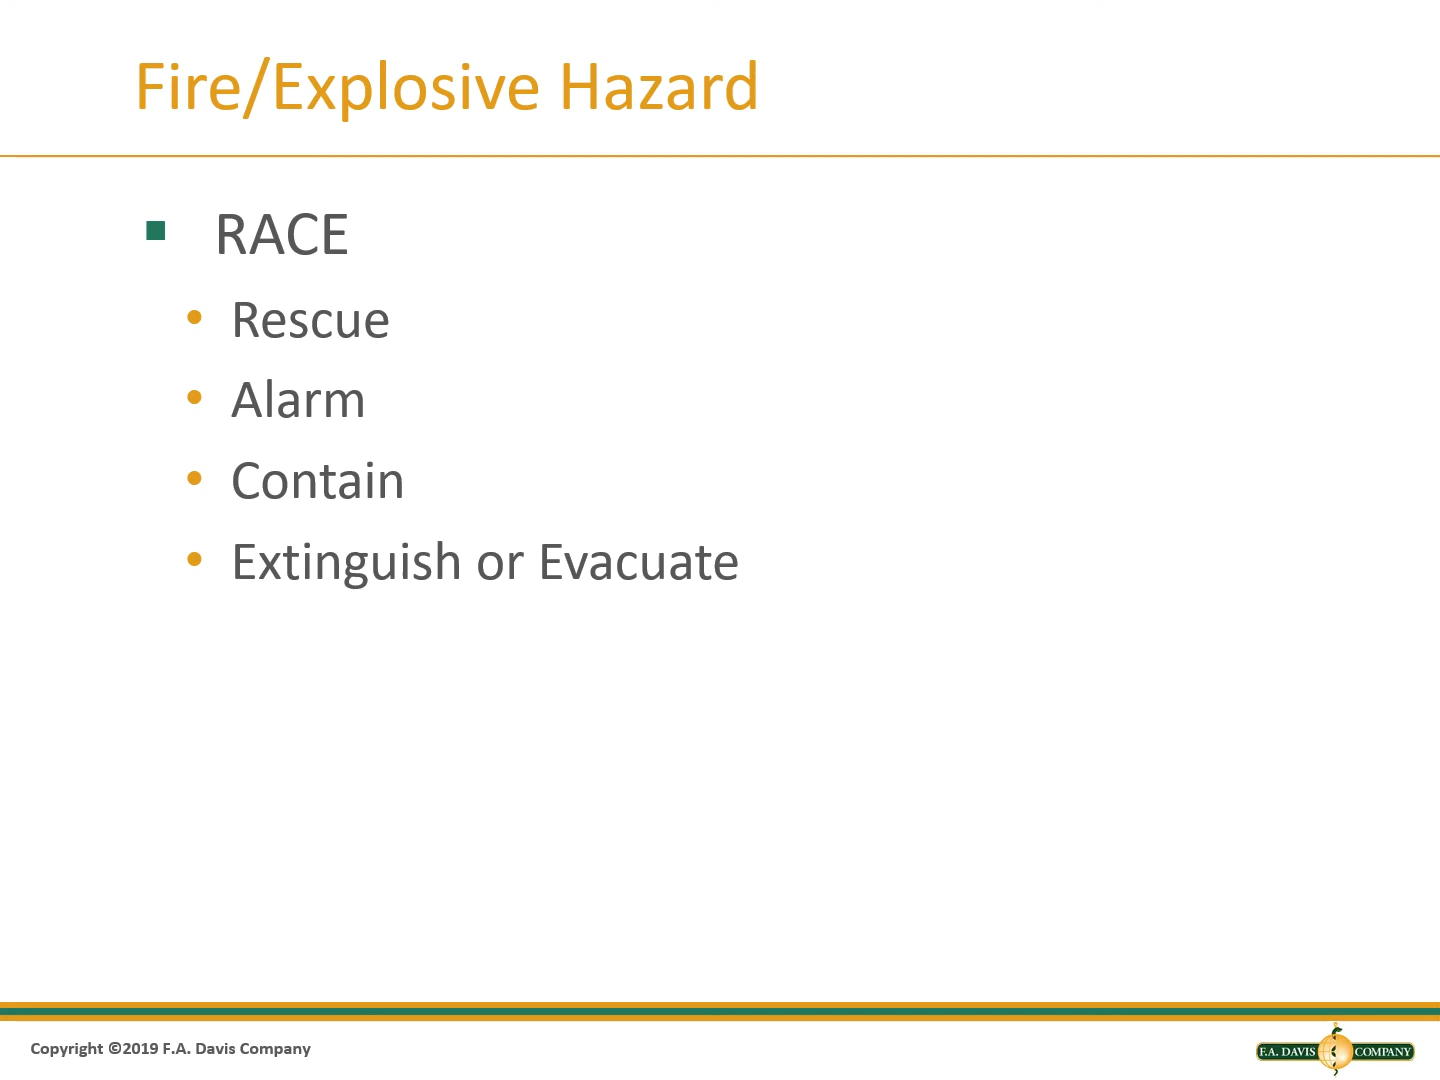 Fire/Explosive Hazard
RACE
Rescue
Alarm
Contain
Extinguish or Evacuate
Copyright ©2019 F.A. Davis Company
F.A. DAVIS COMPANY